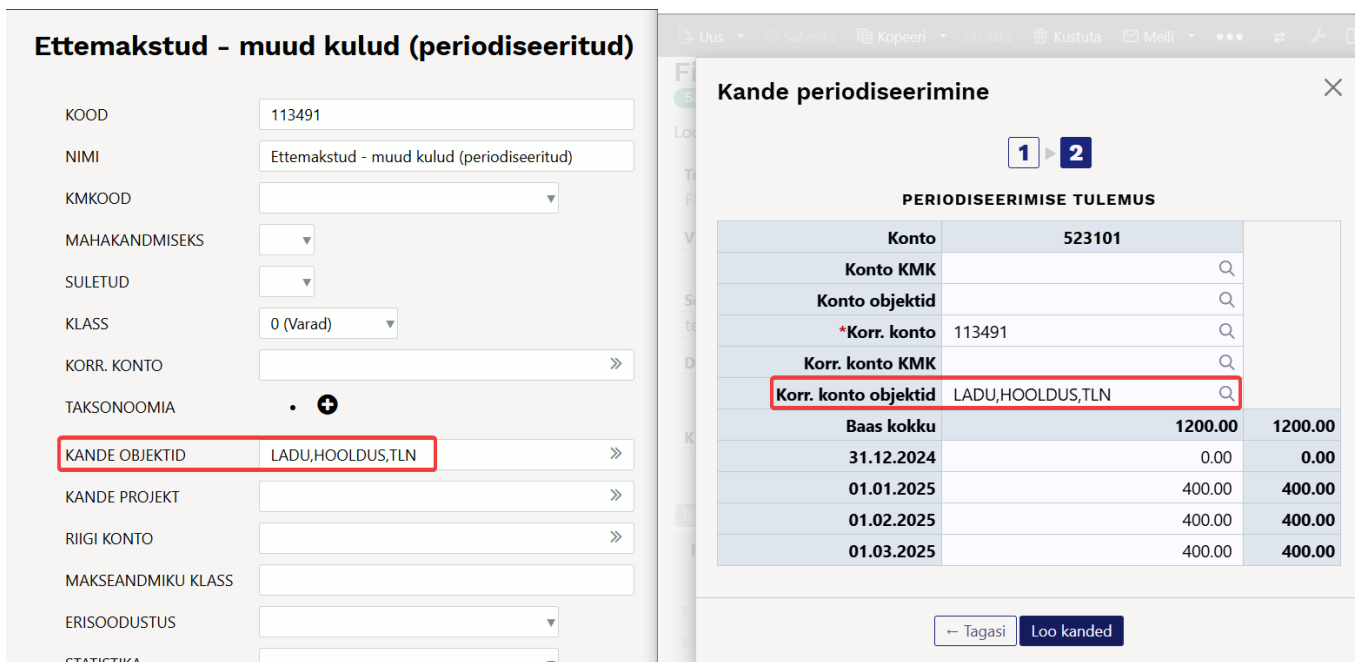 Ettemakstud - muud kulud (periodiseeritud)
KOOD 113491
NIMI Ettemakstud - muud kulud (periodiseeritud)
KMKOOD
MAHAKANDMISEKS
SULETUD
KLASS 0 (Varad)
KORR. KONTO
TAKSONOOMIA
KANDE OBJEKTID LADU,HOOLDUS,TLN
KANDE PROJEKT
RIIGI KONTO
MAKSEANDMIKU KLASS
ERISOODUSTUS
STATISTIKA
Uus Salvesta Kopeeri Jäta Kustuta Meili
Kande periodiseerimine
1 2
PERIODISEERIMISE TULEMUS
Konto 523101
Konto KMK
Konto objektid
*Korr. konto 113491
Korr. konto KMK
Korr. konto objektid LADU,HOOLDUS,TLN
Baas kokku 1200.00 1200.00
31.12.2024 0.00 0.00
01.01.2025 400.00 400.00
01.02.2025 400.00 400.00
01.03.2025 400.00 400.00
← Tagasi Loo kanded